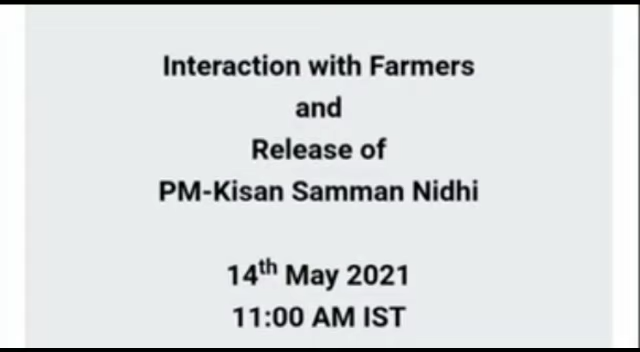 Interaction with Farmers
and
Release of
PM-Kisan Samman Nidhi
14th May 2021
11:00 AM IST